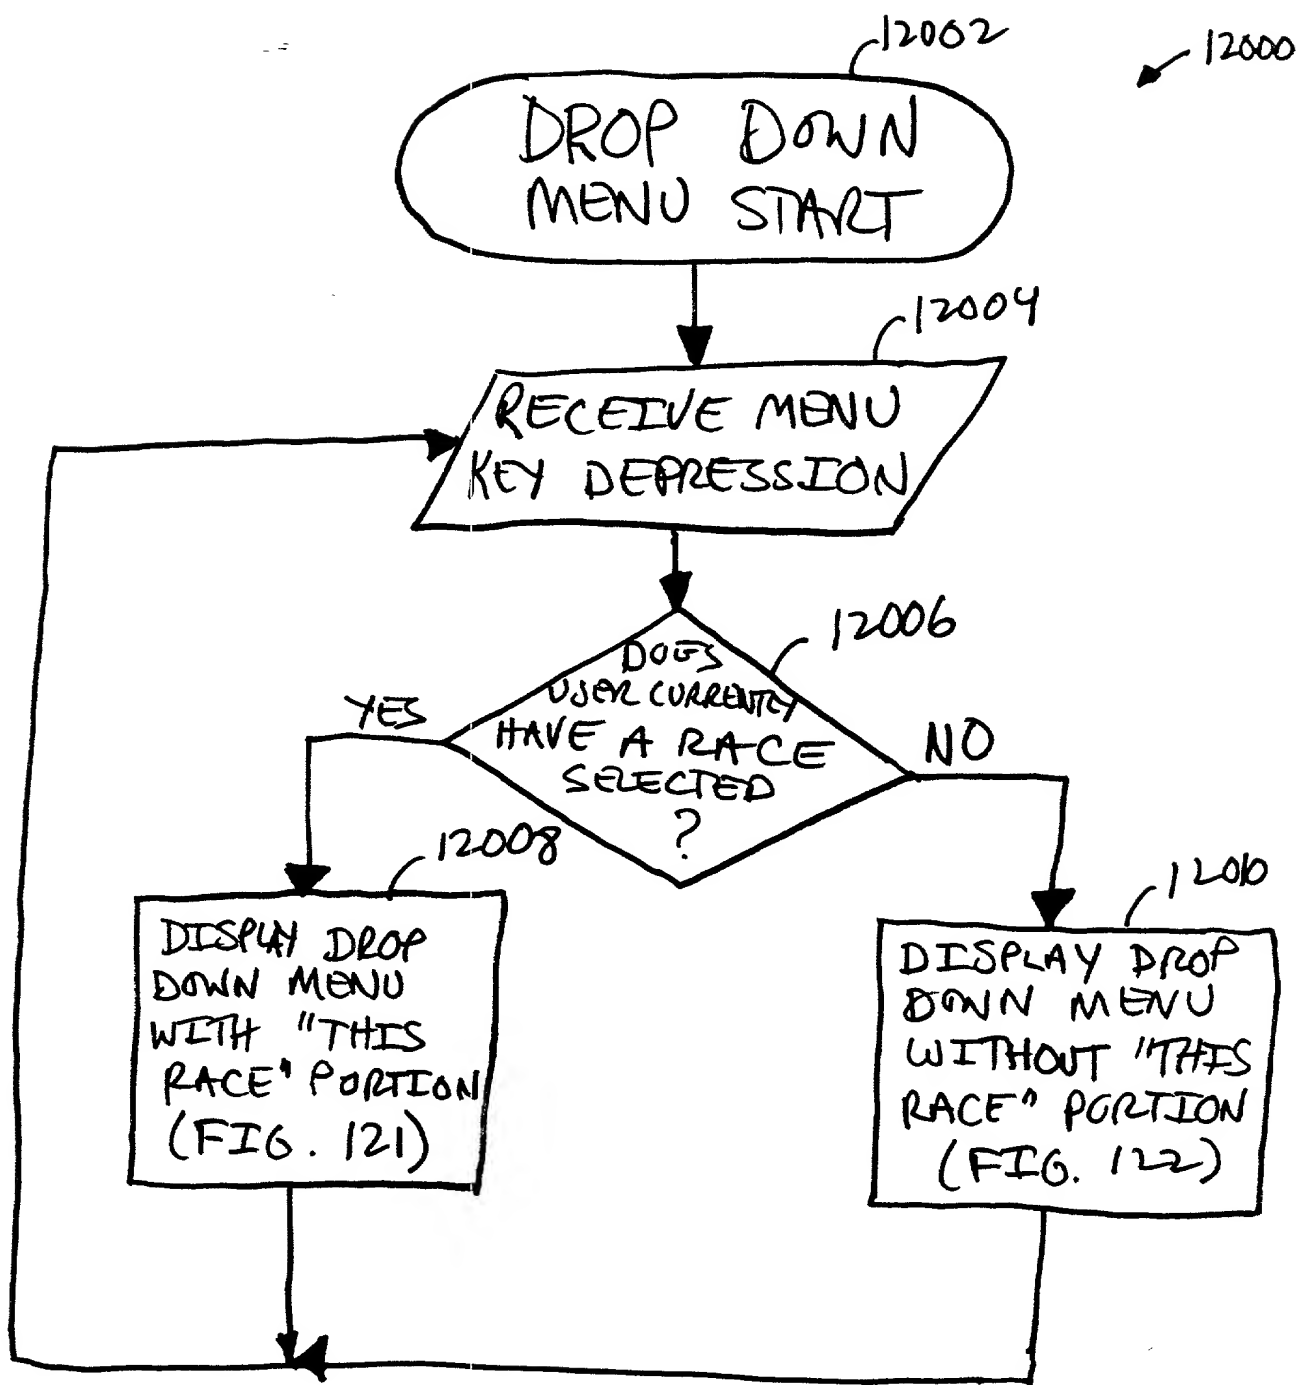 12002
12000
DROP DOWN
MENU START
12004
RECEIVE MENU
KEY DEPRESSION
12006
DOES
USER CURRENTLY
HAVE A RACE
SELECTED
?
YES
NO
12008
DISPLAY DROP
DOWN MENU
WITH "THIS
RACE" PORTION
(FIG. 121)
12010
DISPLAY DROP
DOWN MENU
WITHOUT "THIS
RACE" PORTION
(FIG. 122)